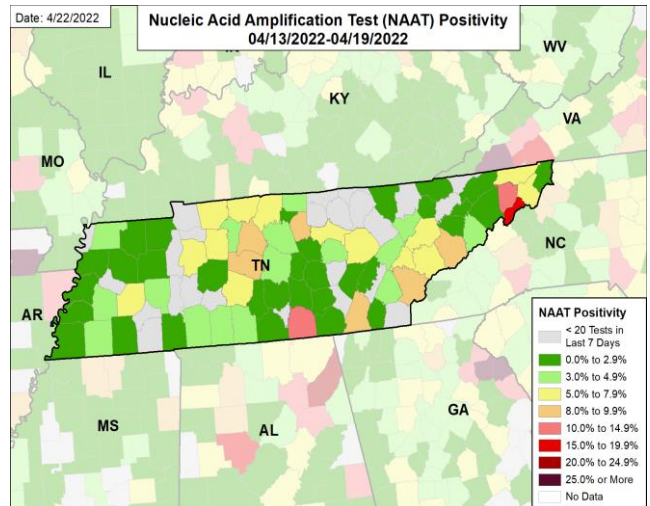 Date: 4/22/2022
Nucleic Acid Amplification Test (NAAT) Positivity
04/13/2022-04/19/2022
IL
WV
KY
VA
MO
TN
NC
AR
MS
AL
GA
NAAT Positivity
< 20 Tests in
Last 7 Days
0.0% to 2.9%
3.0% to 4.9%
5.0% to 7.9%
8.0% to 9.9%
10.0% to 14.9%
15.0% to 19.9%
20.0% to 24.9%
25.0% or More
No Data